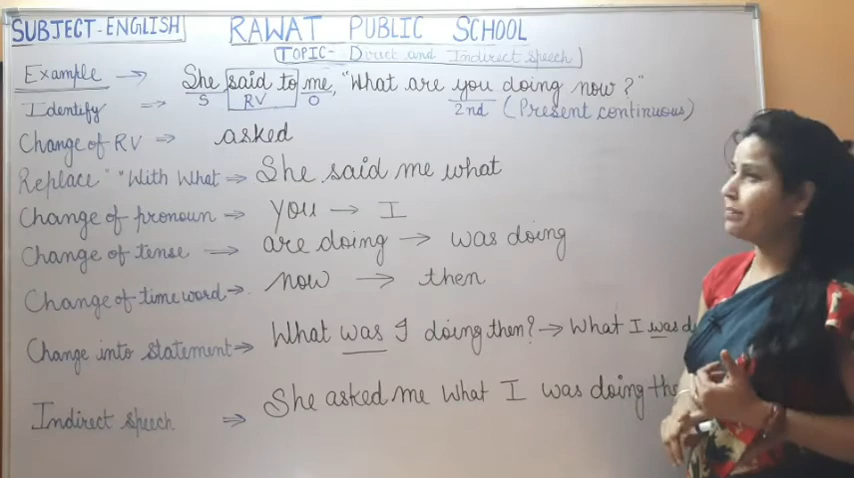 SUBJECT-ENGLISH RAWAT PUBLIC SCHOOL
TOPIC- Direct and Indirect speech
Example → She said to me, "What are you doing now?"
Identify ⇒ S RV O 2nd (Present continuous)
Change of RV ⇒ asked
Replace " "With What ⇒ She said me what
Change of pronoun → you → I
Change of tense ⇒ are doing → was doing
Change of time word → now → then
Change into statement → What was I doing then? → What I was d
Indirect speech ⇒ She asked me what I was doing the